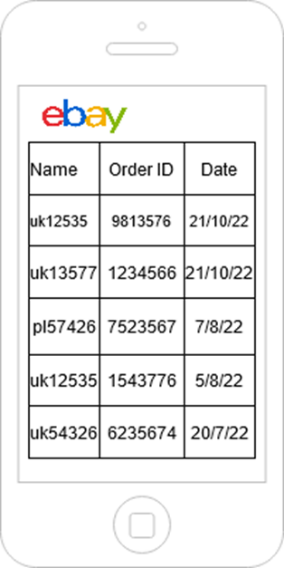 ebay
Name Order ID Date
uk12535 9813576 21/10/22
uk13577 1234566 21/10/22
pl57426 7523567 7/8/22
uk12535 1543776 5/8/22
uk54326 6235674 20/7/22